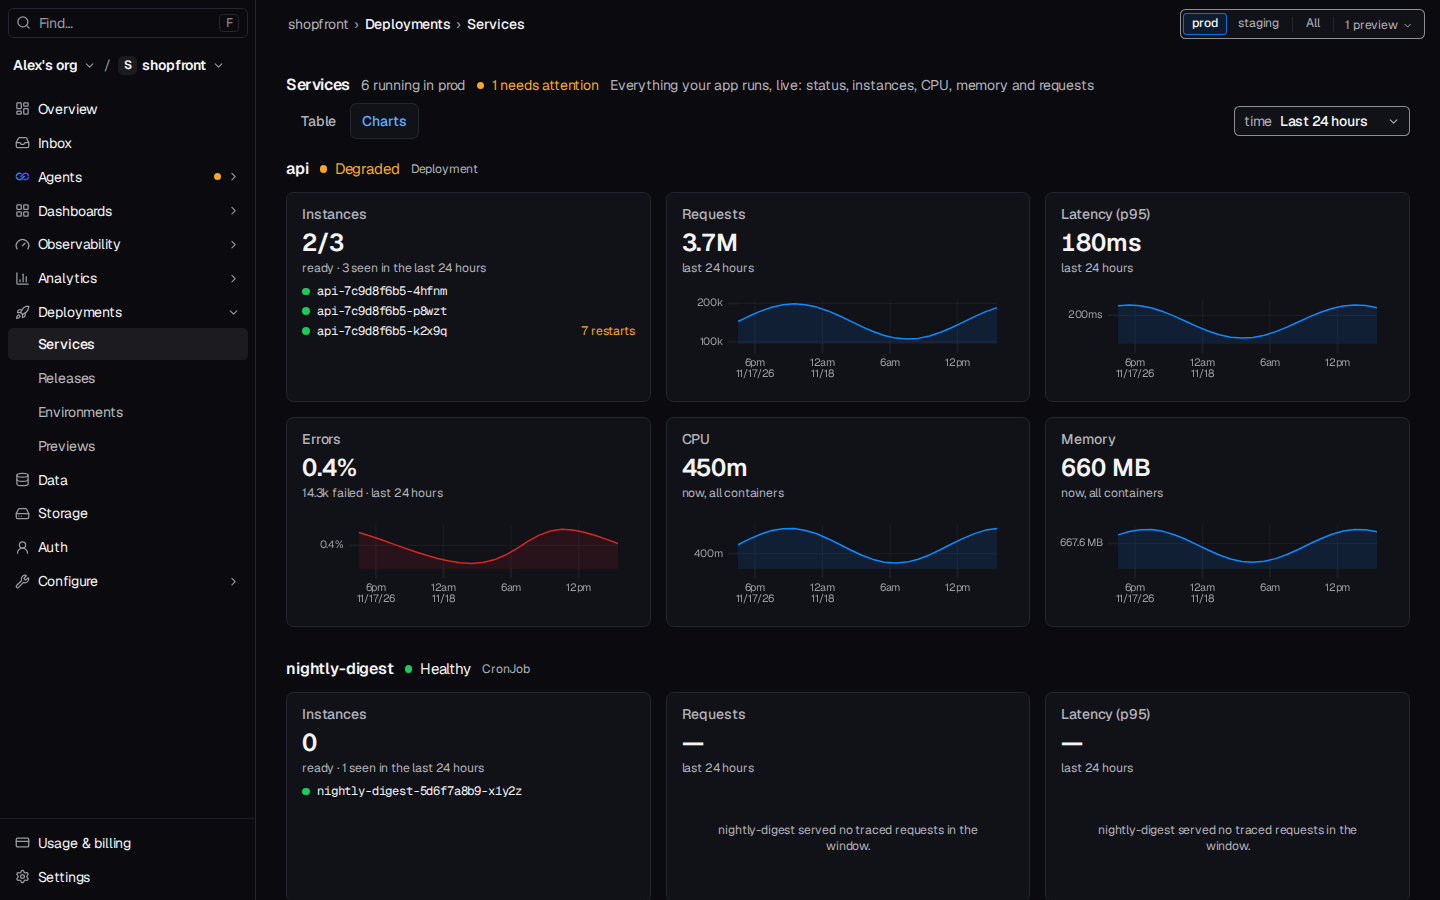 Find... F
shopfront › Deployments › Services
prod staging All 1 preview
Alex's org / S shopfront
Overview
Inbox
Agents
Dashboards
Observability
Analytics
Deployments
Services
Releases
Environments
Previews
Data
Storage
Auth
Configure
Usage & billing
Settings
Services 6 running in prod 1 needs attention Everything your app runs, live: status, instances, CPU, memory and requests
Table Charts
time Last 24 hours
api Degraded Deployment
Instances
2/3
ready · 3 seen in the last 24 hours
api-7c9d8f6b5-4hfnm
api-7c9d8f6b5-p8wzt
api-7c9d8f6b5-k2x9q 7 restarts
Requests
3.7M
last 24 hours
200k
100k
6pm 12am 6am 12pm
11/17/26 11/18
Latency (p95)
180ms
last 24 hours
200ms
6pm 12am 6am 12pm
11/17/26 11/18
Errors
0.4%
14.3k failed · last 24 hours
0.4%
6pm 12am 6am 12pm
11/17/26 11/18
CPU
450m
now, all containers
400m
6pm 12am 6am 12pm
11/17/26 11/18
Memory
660 MB
now, all containers
667.6 MB
6pm 12am 6am 12pm
11/17/26 11/18
nightly-digest Healthy CronJob
Instances
0
ready · 1 seen in the last 24 hours
nightly-digest-5d6f7a8b9-x1y2z
Requests
—
last 24 hours
nightly-digest served no traced requests in the
window.
Latency (p95)
—
last 24 hours
nightly-digest served no traced requests in the
window.